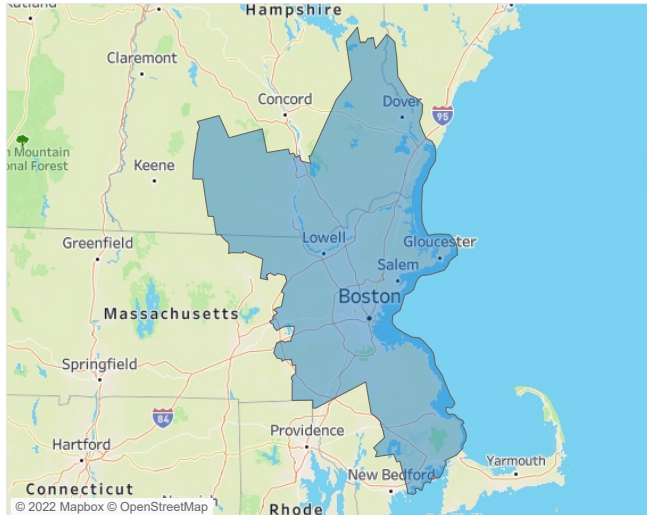 Hampshire
Claremont
Concord
Dover
95
Mountain
Keene
Forest
Greenfield
Lowell
Gloucester
Salem
Boston
Massachusetts
Springfield
84
Providence
Hartford
New Bedford
Yarmouth
Connecticut
Rhode
© 2022 Mapbox © OpenStreetMap